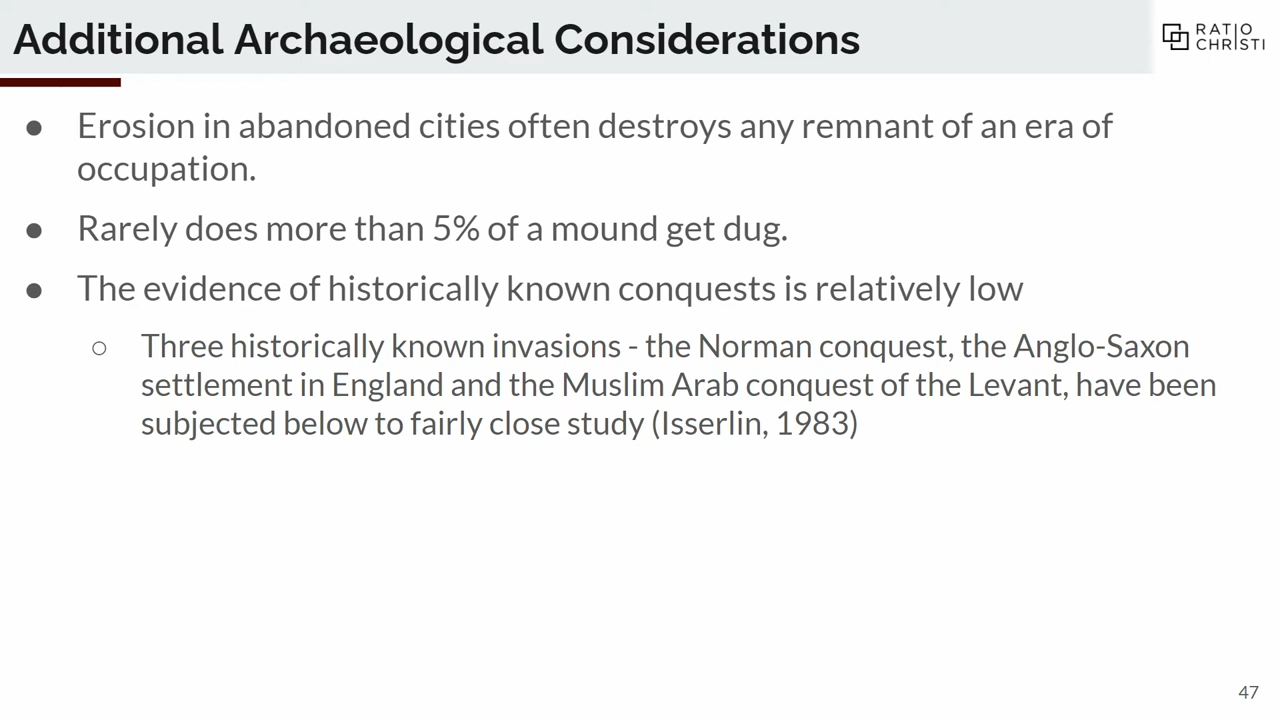 Additional Archaeological Considerations
RATIO
CHRISTI
● Erosion in abandoned cities often destroys any remnant of an era of
occupation.
● Rarely does more than 5% of a mound get dug.
● The evidence of historically known conquests is relatively low
○ Three historically known invasions - the Norman conquest, the Anglo-Saxon
settlement in England and the Muslim Arab conquest of the Levant, have been
subjected below to fairly close study (Isserlin, 1983)
47